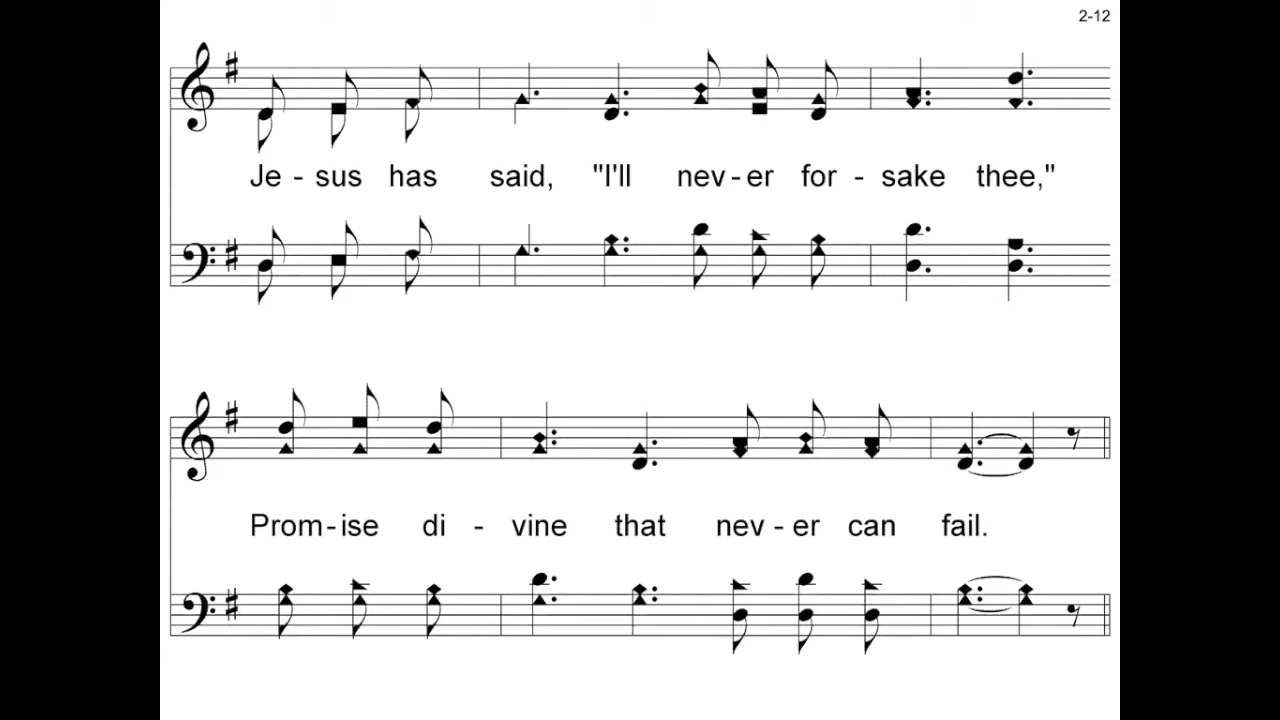 2-12
Je - sus has said, "I'll nev - er for - sake thee,"
Prom - ise di - vine that nev - er can fail.